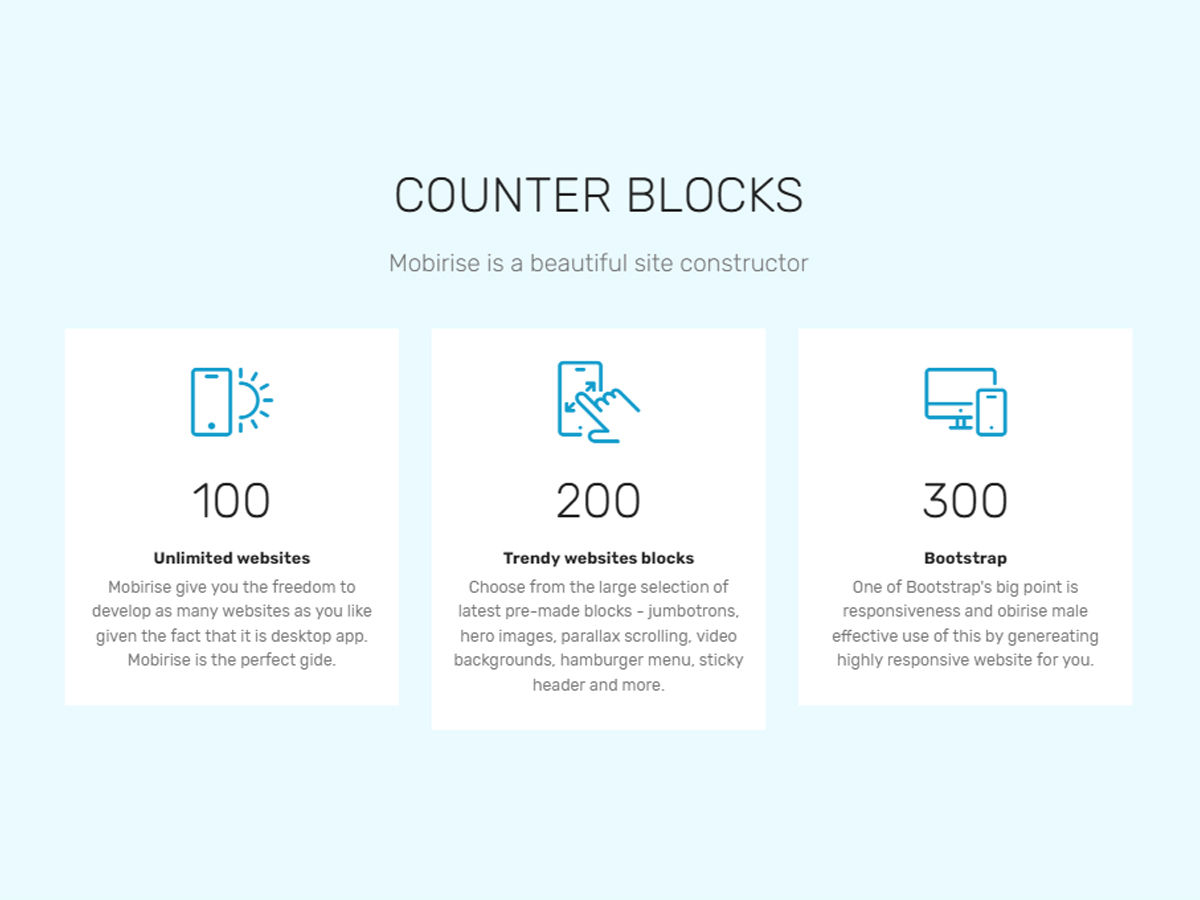 COUNTER BLOCKS
Mobirise is a beautiful site constructor
100
Unlimited websites
Mobirise give you the freedom to
develop as many websites as you like
given the fact that it is desktop app.
Mobirise is the perfect gide.
200
Trendy websites blocks
Choose from the large selection of
latest pre-made blocks - jumbotrons,
hero images, parallax scrolling, video
backgrounds, hamburger menu, sticky
header and more.
300
Bootstrap
One of Bootstrap's big point is
responsiveness and obirise male
effective use of this by genereating
highly responsive website for you.